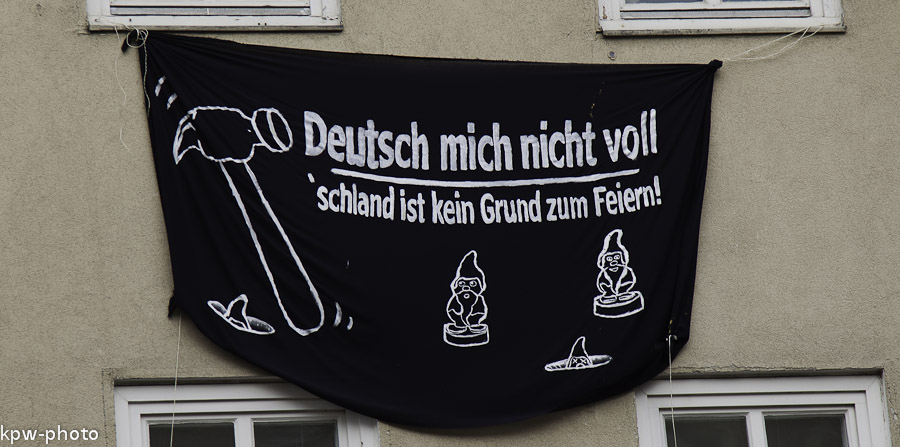 Deutsch mich nicht voll
'schland ist kein Grund zum Feiern!
kpw-photo